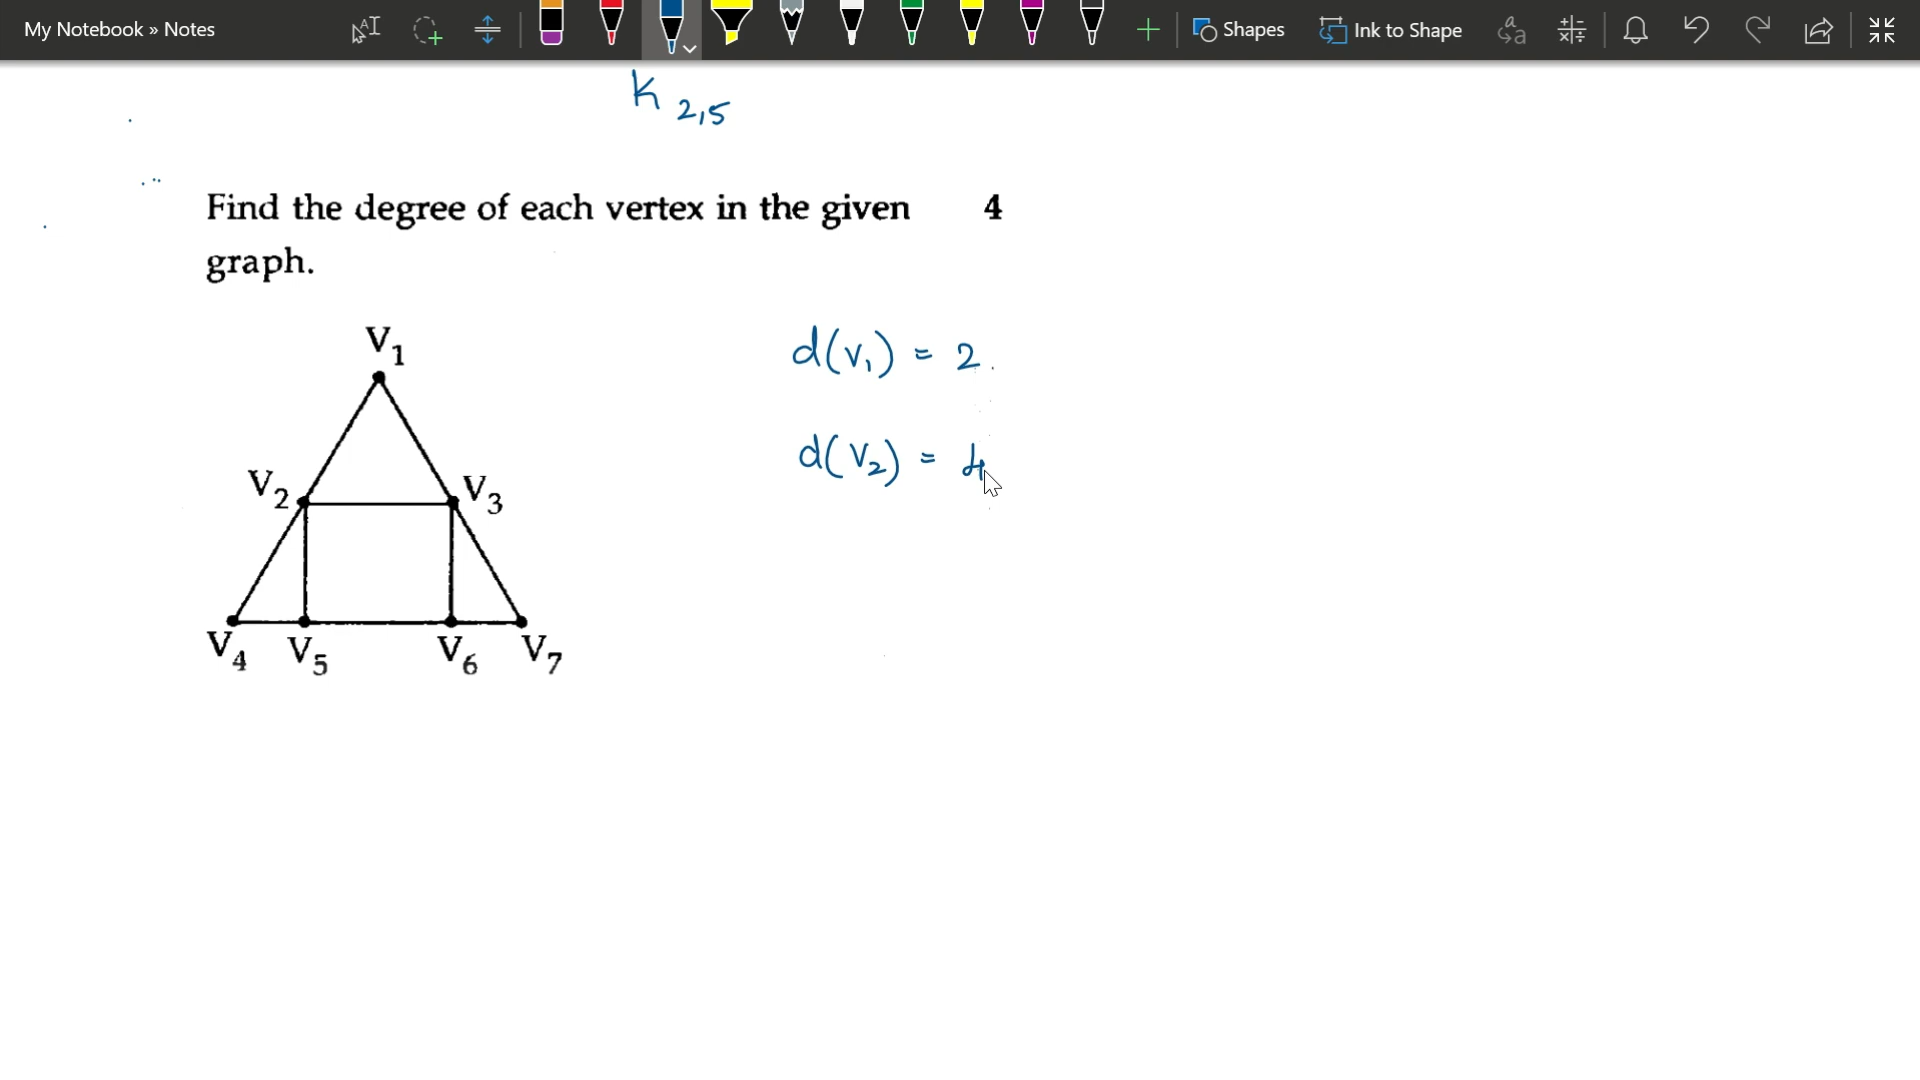 My Notebook » Notes
Shapes
Ink to Shape
K 2,5
Find the degree of each vertex in the given 4
graph.
V1
d(V1) = 2.
V2 V3
d(V2) = 4
V4 V5 V6 V7